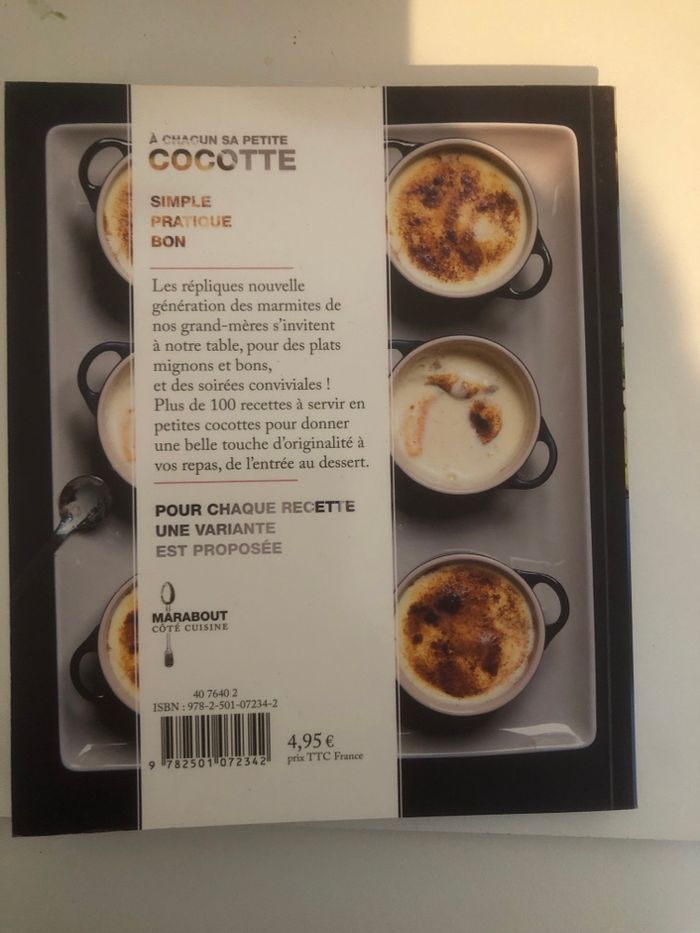 À CHACUN SA PETITE
COCOTTE
SIMPLE
PRATIQUE
BON
Les répliques nouvelle
génération des marmites de
nos grand-mères s'invitent
à notre table, pour des plats
mignons et bons,
et des soirées conviviales !
Plus de 100 recettes à servir en
petites cocottes pour donner
une belle touche d'originalité à
vos repas, de l'entrée au dessert.
POUR CHAQUE RECETTE
UNE VARIANTE
EST PROPOSÉE
MARABOUT
CÔTÉ CUISINE
40 7640 2
ISBN : 978-2-501-07234-2
9 782501 072342
4,95 €
prix TTC France